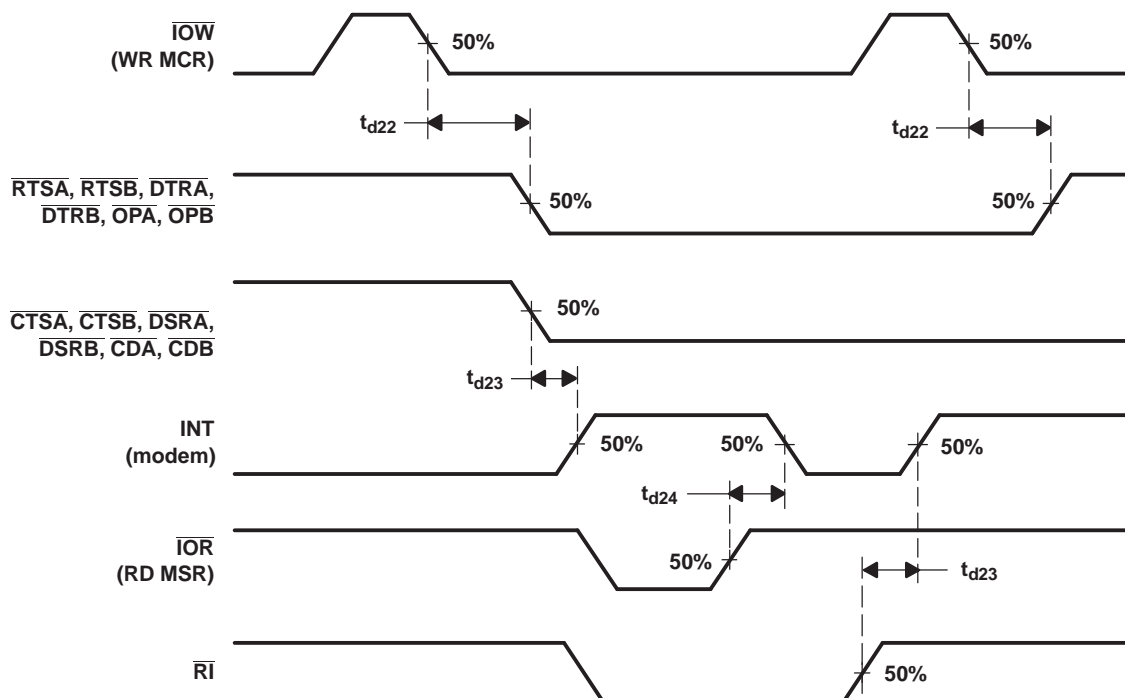 IOW
(WR MCR)
50%
50%
td22
td22
RTSA, RTSB, DTRA,
DTRB, OPA, OPB
50%
50%
CTSA, CTSB, DSRA,
DSRB, CDA, CDB
50%
td23
INT
(modem)
50%
50%
50%
td24
IOR
(RD MSR)
50%
td23
RI
50%